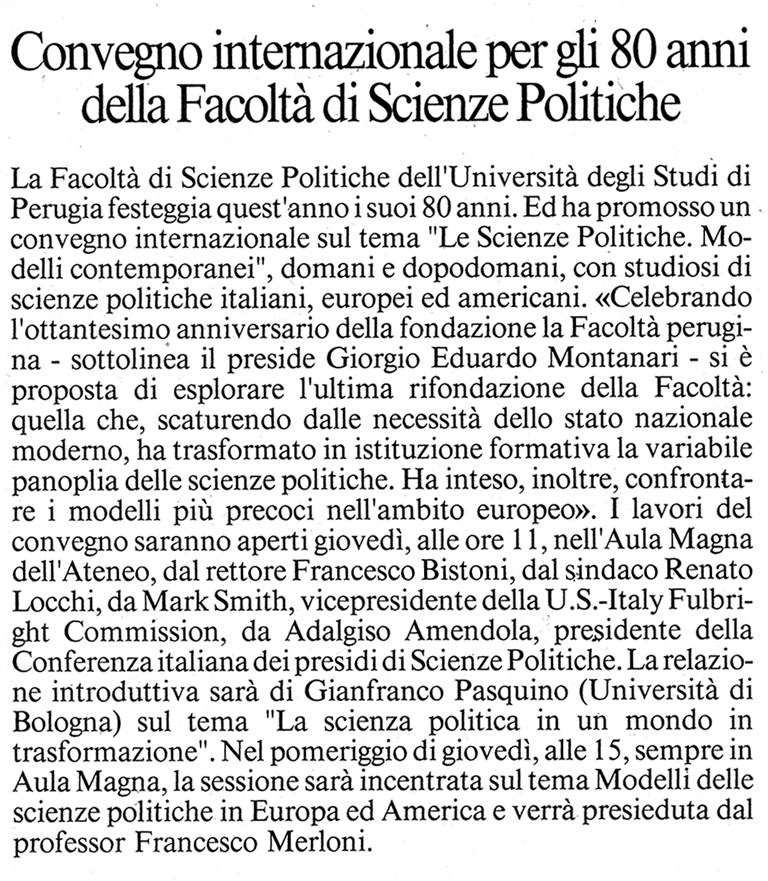 Convegno internazionale per gli 80 anni
della Facoltà di Scienze Politiche
La Facoltà di Scienze Politiche dell'Università degli Studi di
Perugia festeggia quest'anno i suoi 80 anni. Ed ha promosso un
convegno internazionale sul tema "Le Scienze Politiche. Mo-
delli contemporanei", domani e dopodomani, con studiosi di
scienze politiche italiani, europei ed americani. «Celebrando
l'ottantesimo anniversario della fondazione la Facoltà perugi-
na - sottolinea il preside Giorgio Eduardo Montanari - si è
proposta di esplorare l'ultima rifondazione della Facoltà:
quella che, scaturendo dalle necessità dello stato nazionale
moderno, ha trasformato in istituzione formativa la variabile
panoplia delle scienze politiche. Ha inteso, inoltre, confronta-
re i modelli più precoci nell'ambito europeo». I lavori del
convegno saranno aperti giovedì, alle ore 11, nell'Aula Magna
dell'Ateneo, dal rettore Francesco Bistoni, dal sindaco Renato
Locchi, da Mark Smith, vicepresidente della U.S.-Italy Fulbri-
ght Commission, da Adalgiso Amendola, presidente della
Conferenza italiana dei presidi di Scienze Politiche. La relazio-
ne introduttiva sarà di Gianfranco Pasquino (Università di
Bologna) sul tema "La scienza politica in un mondo in
trasformazione". Nel pomeriggio di giovedì, alle 15, sempre in
Aula Magna, la sessione sarà incentrata sul tema Modelli delle
scienze politiche in Europa ed America e verrà presieduta dal
professor Francesco Merloni.